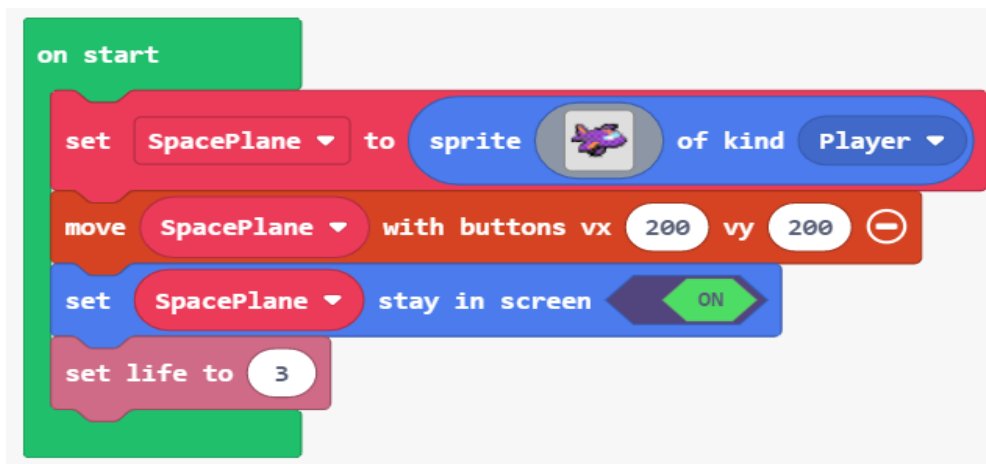 on start
set SpacePlane to sprite of kind Player
move SpacePlane with buttons vx 200 vy 200
set SpacePlane stay in screen ON
set life to 3